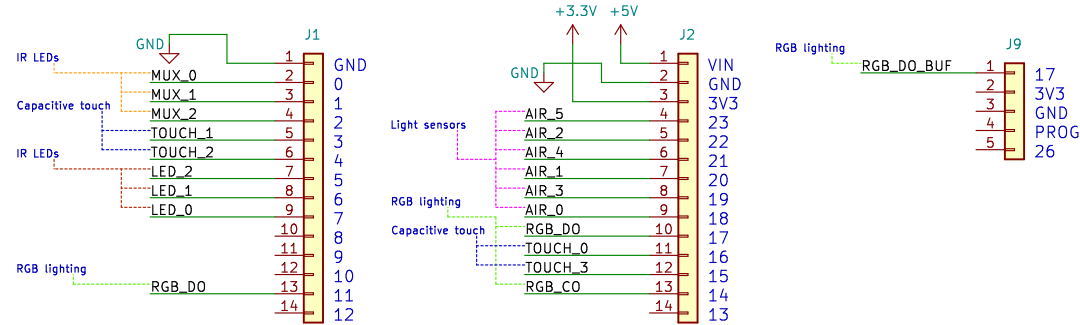 +3.3V +5V
J1 J2 J9
GND
IR LEDs
1 GND
MUX_0 2 0
MUX_1 3 1
Capacitive touch
MUX_2 4 2
TOUCH_1 5 3
IR LEDs
TOUCH_2 6 4
LED_2 7 5
LED_1 8 6
LED_0 9 7
10 8
11 9
RGB lighting
12 10
RGB_DO 13 11
14 12
GND
1 VIN
2 GND
3 3V3
AIR_5 4 23
Light sensors
AIR_2 5 22
AIR_4 6 21
AIR_1 7 20
AIR_3 8 19
RGB lighting
AIR_0 9 18
Capacitive touch
RGB_DO 10 17
TOUCH_0 11 16
TOUCH_3 12 15
RGB_CO 13 14
14 13
RGB lighting
RGB_DO_BUF 1 17
2 3V3
3 GND
4 PROG
5 26